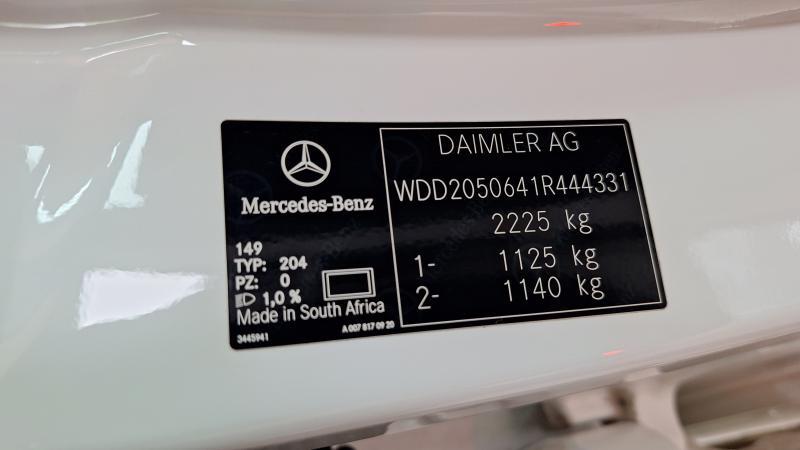 Mercedes-Benz
149
TYP: 204
PZ: 0
1,0 %
Made in South Africa
3445941
A 007 817 09 20
DAIMLER AG
WDD2050641R444331
2225 kg
1- 1125 kg
2- 1140 kg